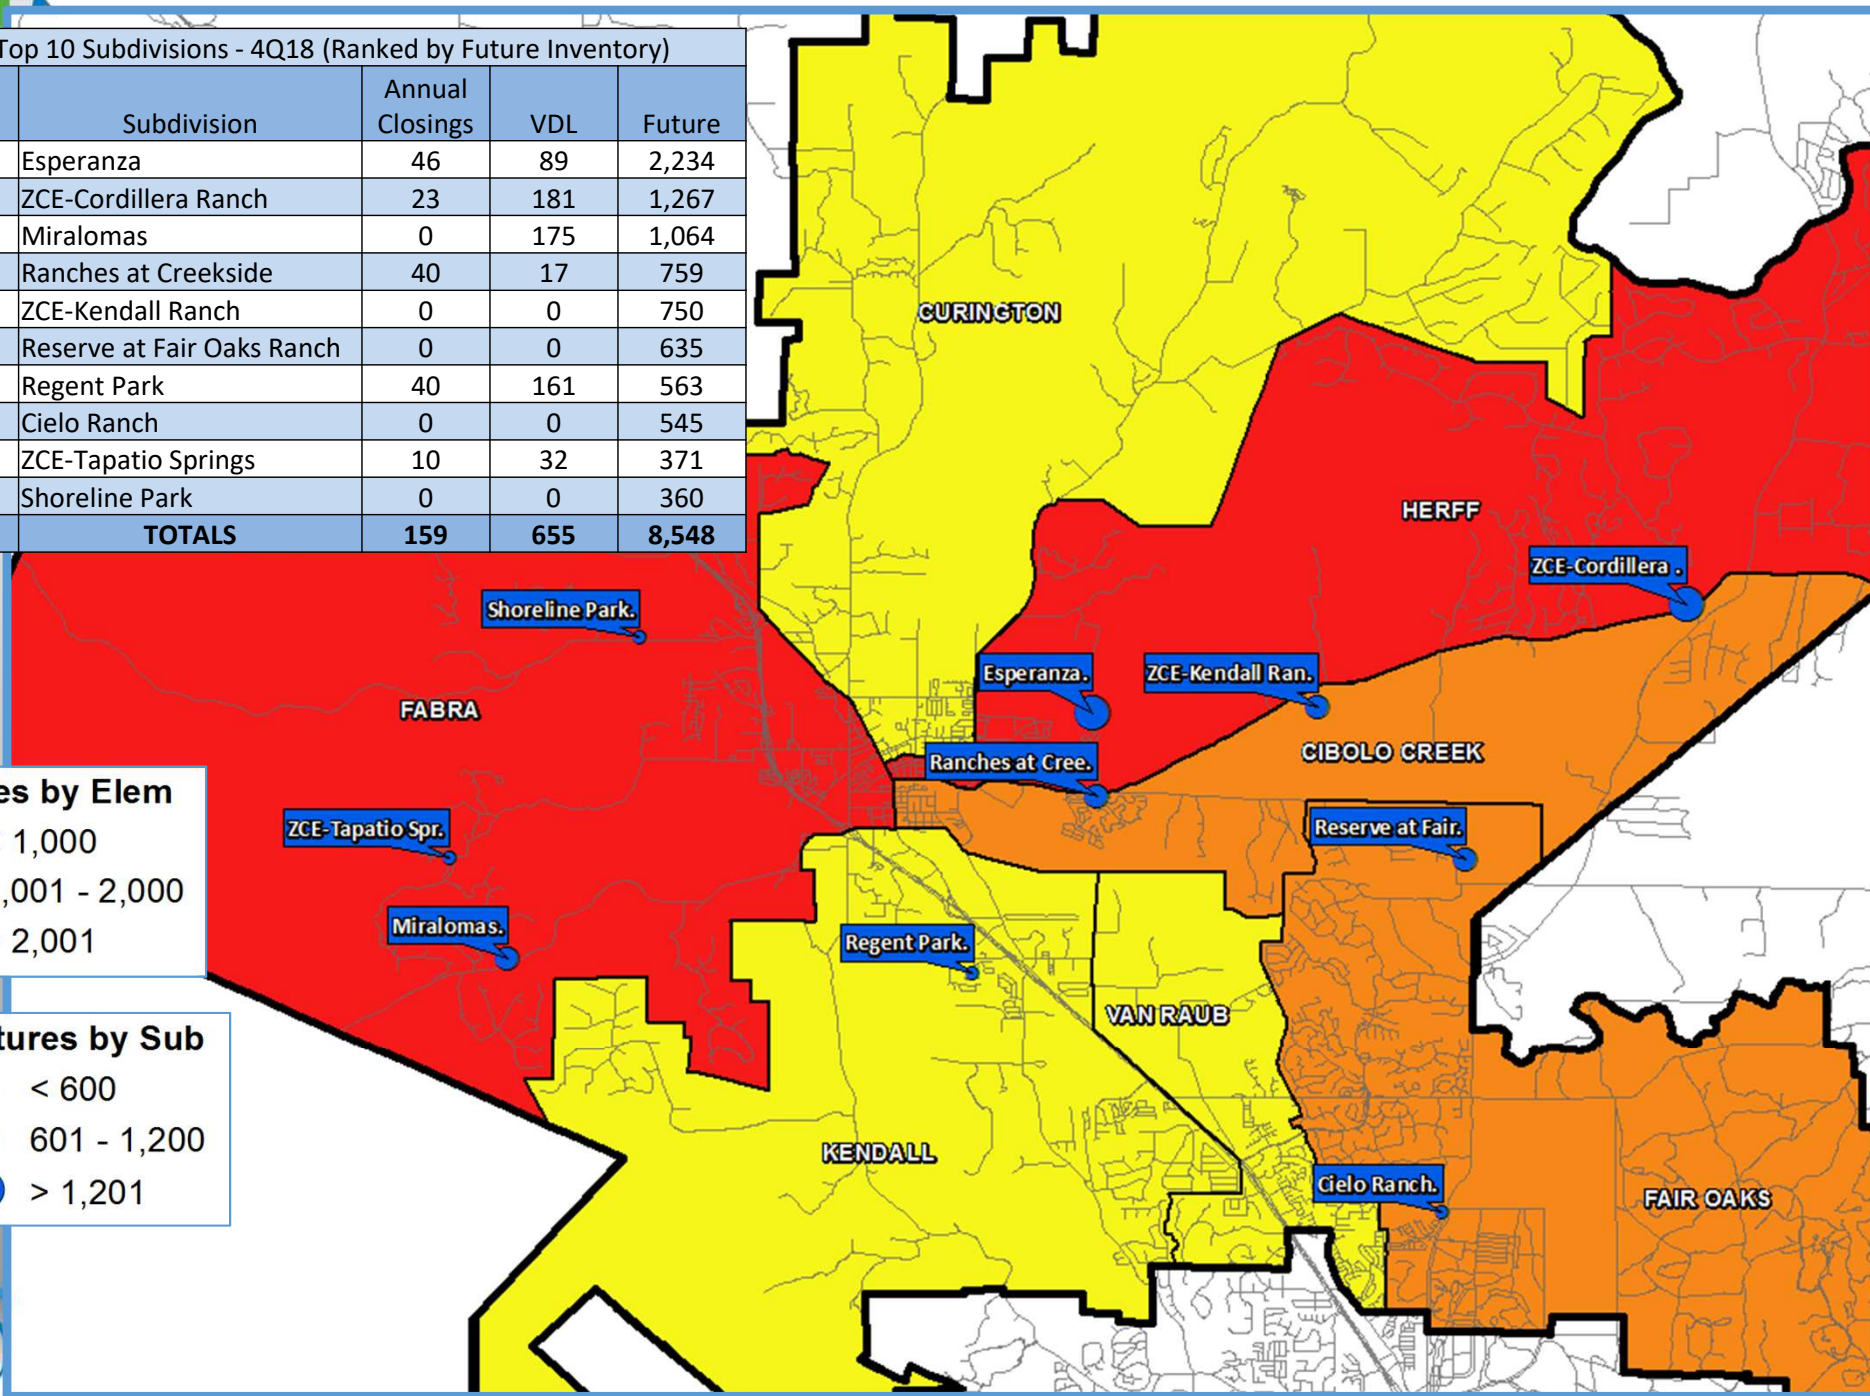 Top 10 Subdivisions - 4Q18 (Ranked by Future Inventory)
Subdivision Annual Closings VDL Future
Esperanza 46 89 2,234
ZCE-Cordillera Ranch 23 181 1,267
Miralomas 0 175 1,064
Ranches at Creekside 40 17 759
ZCE-Kendall Ranch 0 0 750
Reserve at Fair Oaks Ranch 0 0 635
Regent Park 40 161 563
Cielo Ranch 0 0 545
ZCE-Tapatio Springs 10 32 371
Shoreline Park 0 0 360
TOTALS 159 655 8,548
CURINGTON
HERFF
ZCE-Cordillera .
Shoreline Park.
Esperanza.
ZCE-Kendall Ran.
FABRA
CIBOLO CREEK
Ranches at Cree.
ZCE-Tapatio Spr.
Reserve at Fair.
Miralomas.
Regent Park.
VAN RAUB
KENDALL
Cielo Ranch.
FAIR OAKS
es by Elem
1,000
,001 - 2,000
2,001
tures by Sub
< 600
601 - 1,200
> 1,201